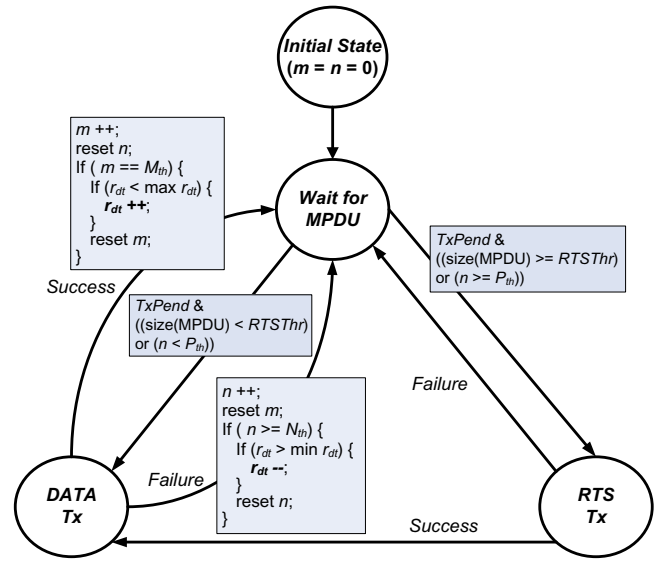 Initial State
(m = n = 0)
m ++;
reset n;
If ( m == Mth) {
If (rdt < max rdt) {
rdt ++;
}
reset m;
}
Wait for
MPDU
TxPend &
((size(MPDU) >= RTSThr)
or (n >= Pth))
Success
TxPend &
((size(MPDU) < RTSThr)
or (n < Pth))
Failure
n ++;
reset m;
If ( n >= Nth) {
If (rdt > min rdt) {
rdt --;
}
reset n;
}
Failure
DATA
Tx
RTS
Tx
Success